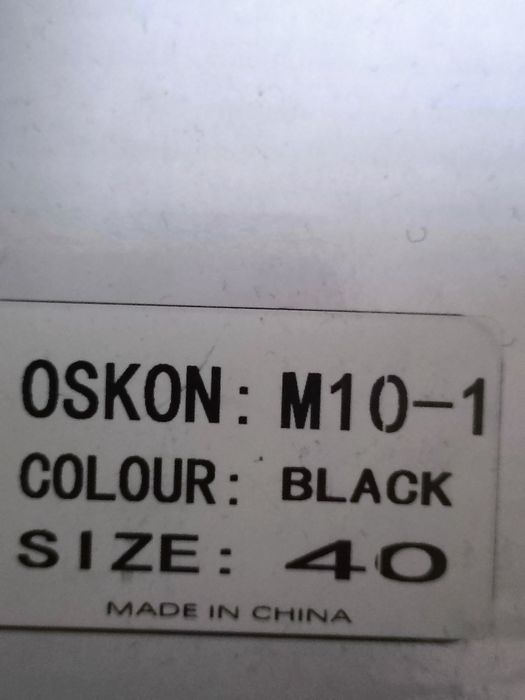 OSKON: M10-1
COLOUR: BLACK
SIZE: 40
MADE IN CHINA